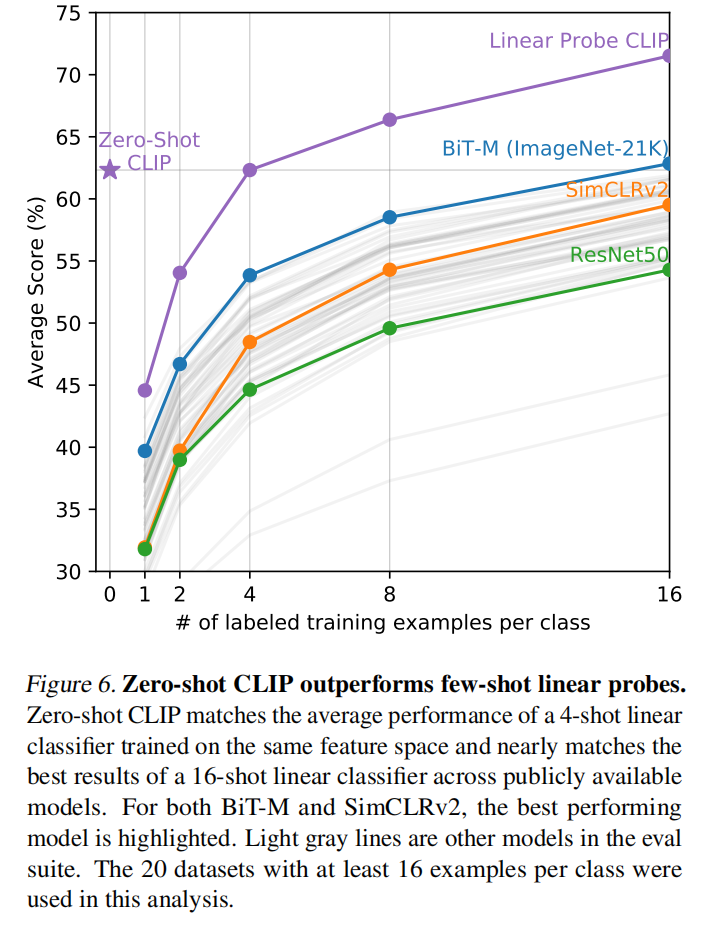 75
70
65
60
55
50
45
40
35
30
Average Score (%)
Linear Probe CLIP
Zero-Shot
CLIP
BiT-M (ImageNet-21K)
SimCLRv2
ResNet50
0 1 2 4 8 16
# of labeled training examples per class
Figure 6. Zero-shot CLIP outperforms few-shot linear probes.
Zero-shot CLIP matches the average performance of a 4-shot linear
classifier trained on the same feature space and nearly matches the
best results of a 16-shot linear classifier across publicly available
models. For both BiT-M and SimCLRv2, the best performing
model is highlighted. Light gray lines are other models in the eval
suite. The 20 datasets with at least 16 examples per class were
used in this analysis.